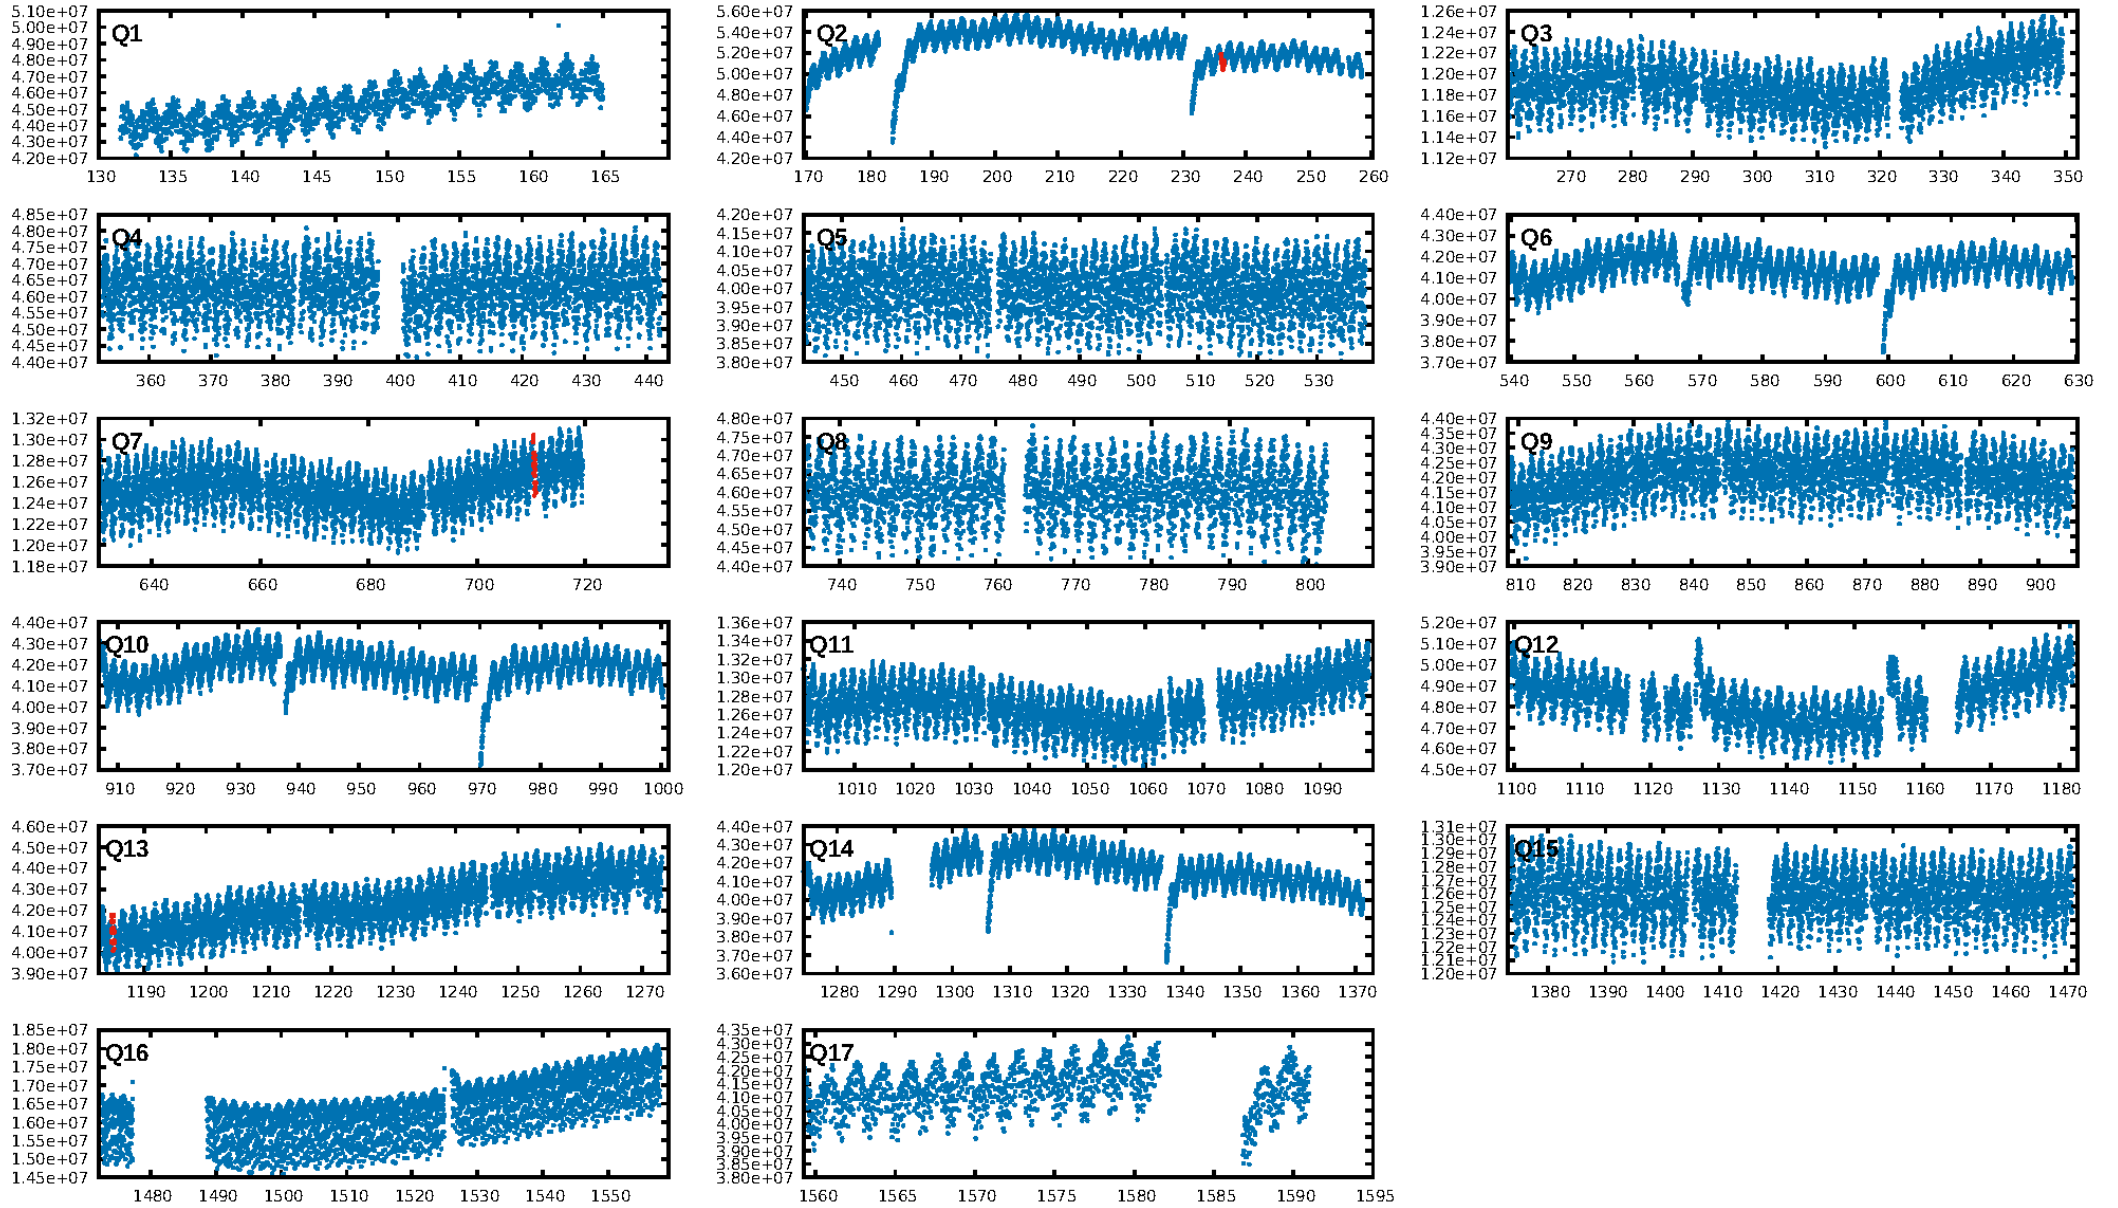 Q1
5.10e+07
5.00e+07
4.90e+07
4.80e+07
4.70e+07
4.60e+07
4.50e+07
4.40e+07
4.30e+07
4.20e+07
130 135 140 145 150 155 160 165
Q2
5.60e+07
5.40e+07
5.20e+07
5.00e+07
4.80e+07
4.60e+07
4.40e+07
4.20e+07
170 180 190 200 210 220 230 240 250 260
Q3
1.26e+07
1.24e+07
1.22e+07
1.20e+07
1.18e+07
1.16e+07
1.14e+07
1.12e+07
270 280 290 300 310 320 330 340 350
Q4
4.85e+07
4.80e+07
4.75e+07
4.70e+07
4.65e+07
4.60e+07
4.55e+07
4.50e+07
4.45e+07
4.40e+07
360 370 380 390 400 410 420 430 440
Q5
4.20e+07
4.15e+07
4.10e+07
4.05e+07
4.00e+07
3.95e+07
3.90e+07
3.85e+07
3.80e+07
450 460 470 480 490 500 510 520 530
Q6
4.40e+07
4.30e+07
4.20e+07
4.10e+07
4.00e+07
3.90e+07
3.80e+07
3.70e+07
540 550 560 570 580 590 600 610 620 630
Q7
1.32e+07
1.30e+07
1.28e+07
1.26e+07
1.24e+07
1.22e+07
1.20e+07
1.18e+07
640 660 680 700 720
Q8
4.80e+07
4.75e+07
4.70e+07
4.65e+07
4.60e+07
4.55e+07
4.50e+07
4.45e+07
4.40e+07
740 750 760 770 780 790 800
Q9
4.40e+07
4.35e+07
4.30e+07
4.25e+07
4.20e+07
4.15e+07
4.10e+07
4.05e+07
4.00e+07
3.95e+07
3.90e+07
810 820 830 840 850 860 870 880 890 900
Q10
4.40e+07
4.30e+07
4.20e+07
4.10e+07
4.00e+07
3.90e+07
3.80e+07
3.70e+07
910 920 930 940 950 960 970 980 990 1000
Q11
1.36e+07
1.34e+07
1.32e+07
1.30e+07
1.28e+07
1.26e+07
1.24e+07
1.22e+07
1.20e+07
1010 1020 1030 1040 1050 1060 1070 1080 1090
Q12
5.20e+07
5.10e+07
5.00e+07
4.90e+07
4.80e+07
4.70e+07
4.60e+07
4.50e+07
1100 1110 1120 1130 1140 1150 1160 1170 1180
Q13
4.60e+07
4.50e+07
4.40e+07
4.30e+07
4.20e+07
4.10e+07
4.00e+07
3.90e+07
1190 1200 1210 1220 1230 1240 1250 1260 1270
Q14
4.40e+07
4.30e+07
4.20e+07
4.10e+07
4.00e+07
3.90e+07
3.80e+07
3.70e+07
3.60e+07
1280 1290 1300 1310 1320 1330 1340 1350 1360 1370
Q15
1.31e+07
1.30e+07
1.29e+07
1.28e+07
1.27e+07
1.26e+07
1.25e+07
1.24e+07
1.23e+07
1.22e+07
1.21e+07
1.20e+07
1380 1390 1400 1410 1420 1430 1440 1450 1460 1470
Q16
1.85e+07
1.80e+07
1.75e+07
1.70e+07
1.65e+07
1.60e+07
1.55e+07
1.50e+07
1.45e+07
1480 1490 1500 1510 1520 1530 1540 1550
Q17
4.35e+07
4.30e+07
4.25e+07
4.20e+07
4.15e+07
4.10e+07
4.05e+07
4.00e+07
3.95e+07
3.90e+07
3.85e+07
3.80e+07
1560 1565 1570 1575 1580 1585 1590 1595